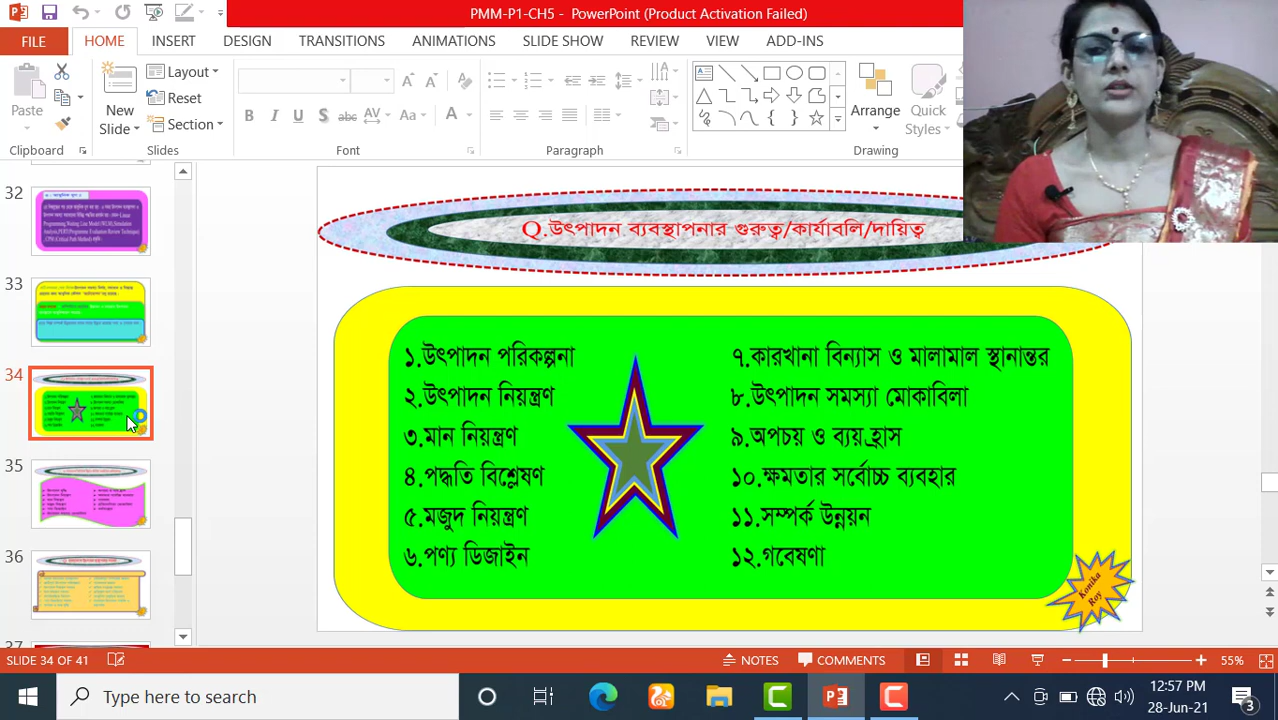 PMM-P1-CH5 - PowerPoint (Product Activation Failed)
FILE
HOME
INSERT
DESIGN
TRANSITIONS
ANIMATIONS
SLIDE SHOW
REVIEW
VIEW
ADD-INS
Paste
Clipboard
New
Slide
Layout
Reset
Section
Slides
Font
Paragraph
Arrange
Quick
Styles
Drawing
32
33
34
35
36
37
Q.উৎপাদন ব্যবস্থাপনার গুরুত্ব/কার্যাবলি/দায়িত্ব
১.উৎপাদন পরিকল্পনা
২.উৎপাদন নিয়ন্ত্রণ
৩.মান নিয়ন্ত্রণ
৪.পদ্ধতি বিশ্লেষণ
৫.মজুদ নিয়ন্ত্রণ
৬.পণ্য ডিজাইন
৭.কারখানা বিন্যাস ও মালামাল স্থানান্তর
৮.উৎপাদন সমস্যা মোকাবিলা
৯.অপচয় ও ব্যয় হ্রাস
১০.ক্ষমতার সর্বোচ্চ ব্যবহার
১১.সম্পর্ক উন্নয়ন
১২.গবেষণা
Konika
Roy
SLIDE 34 OF 41
NOTES
COMMENTS
55%
Type here to search
12:57 PM
28-Jun-21
3